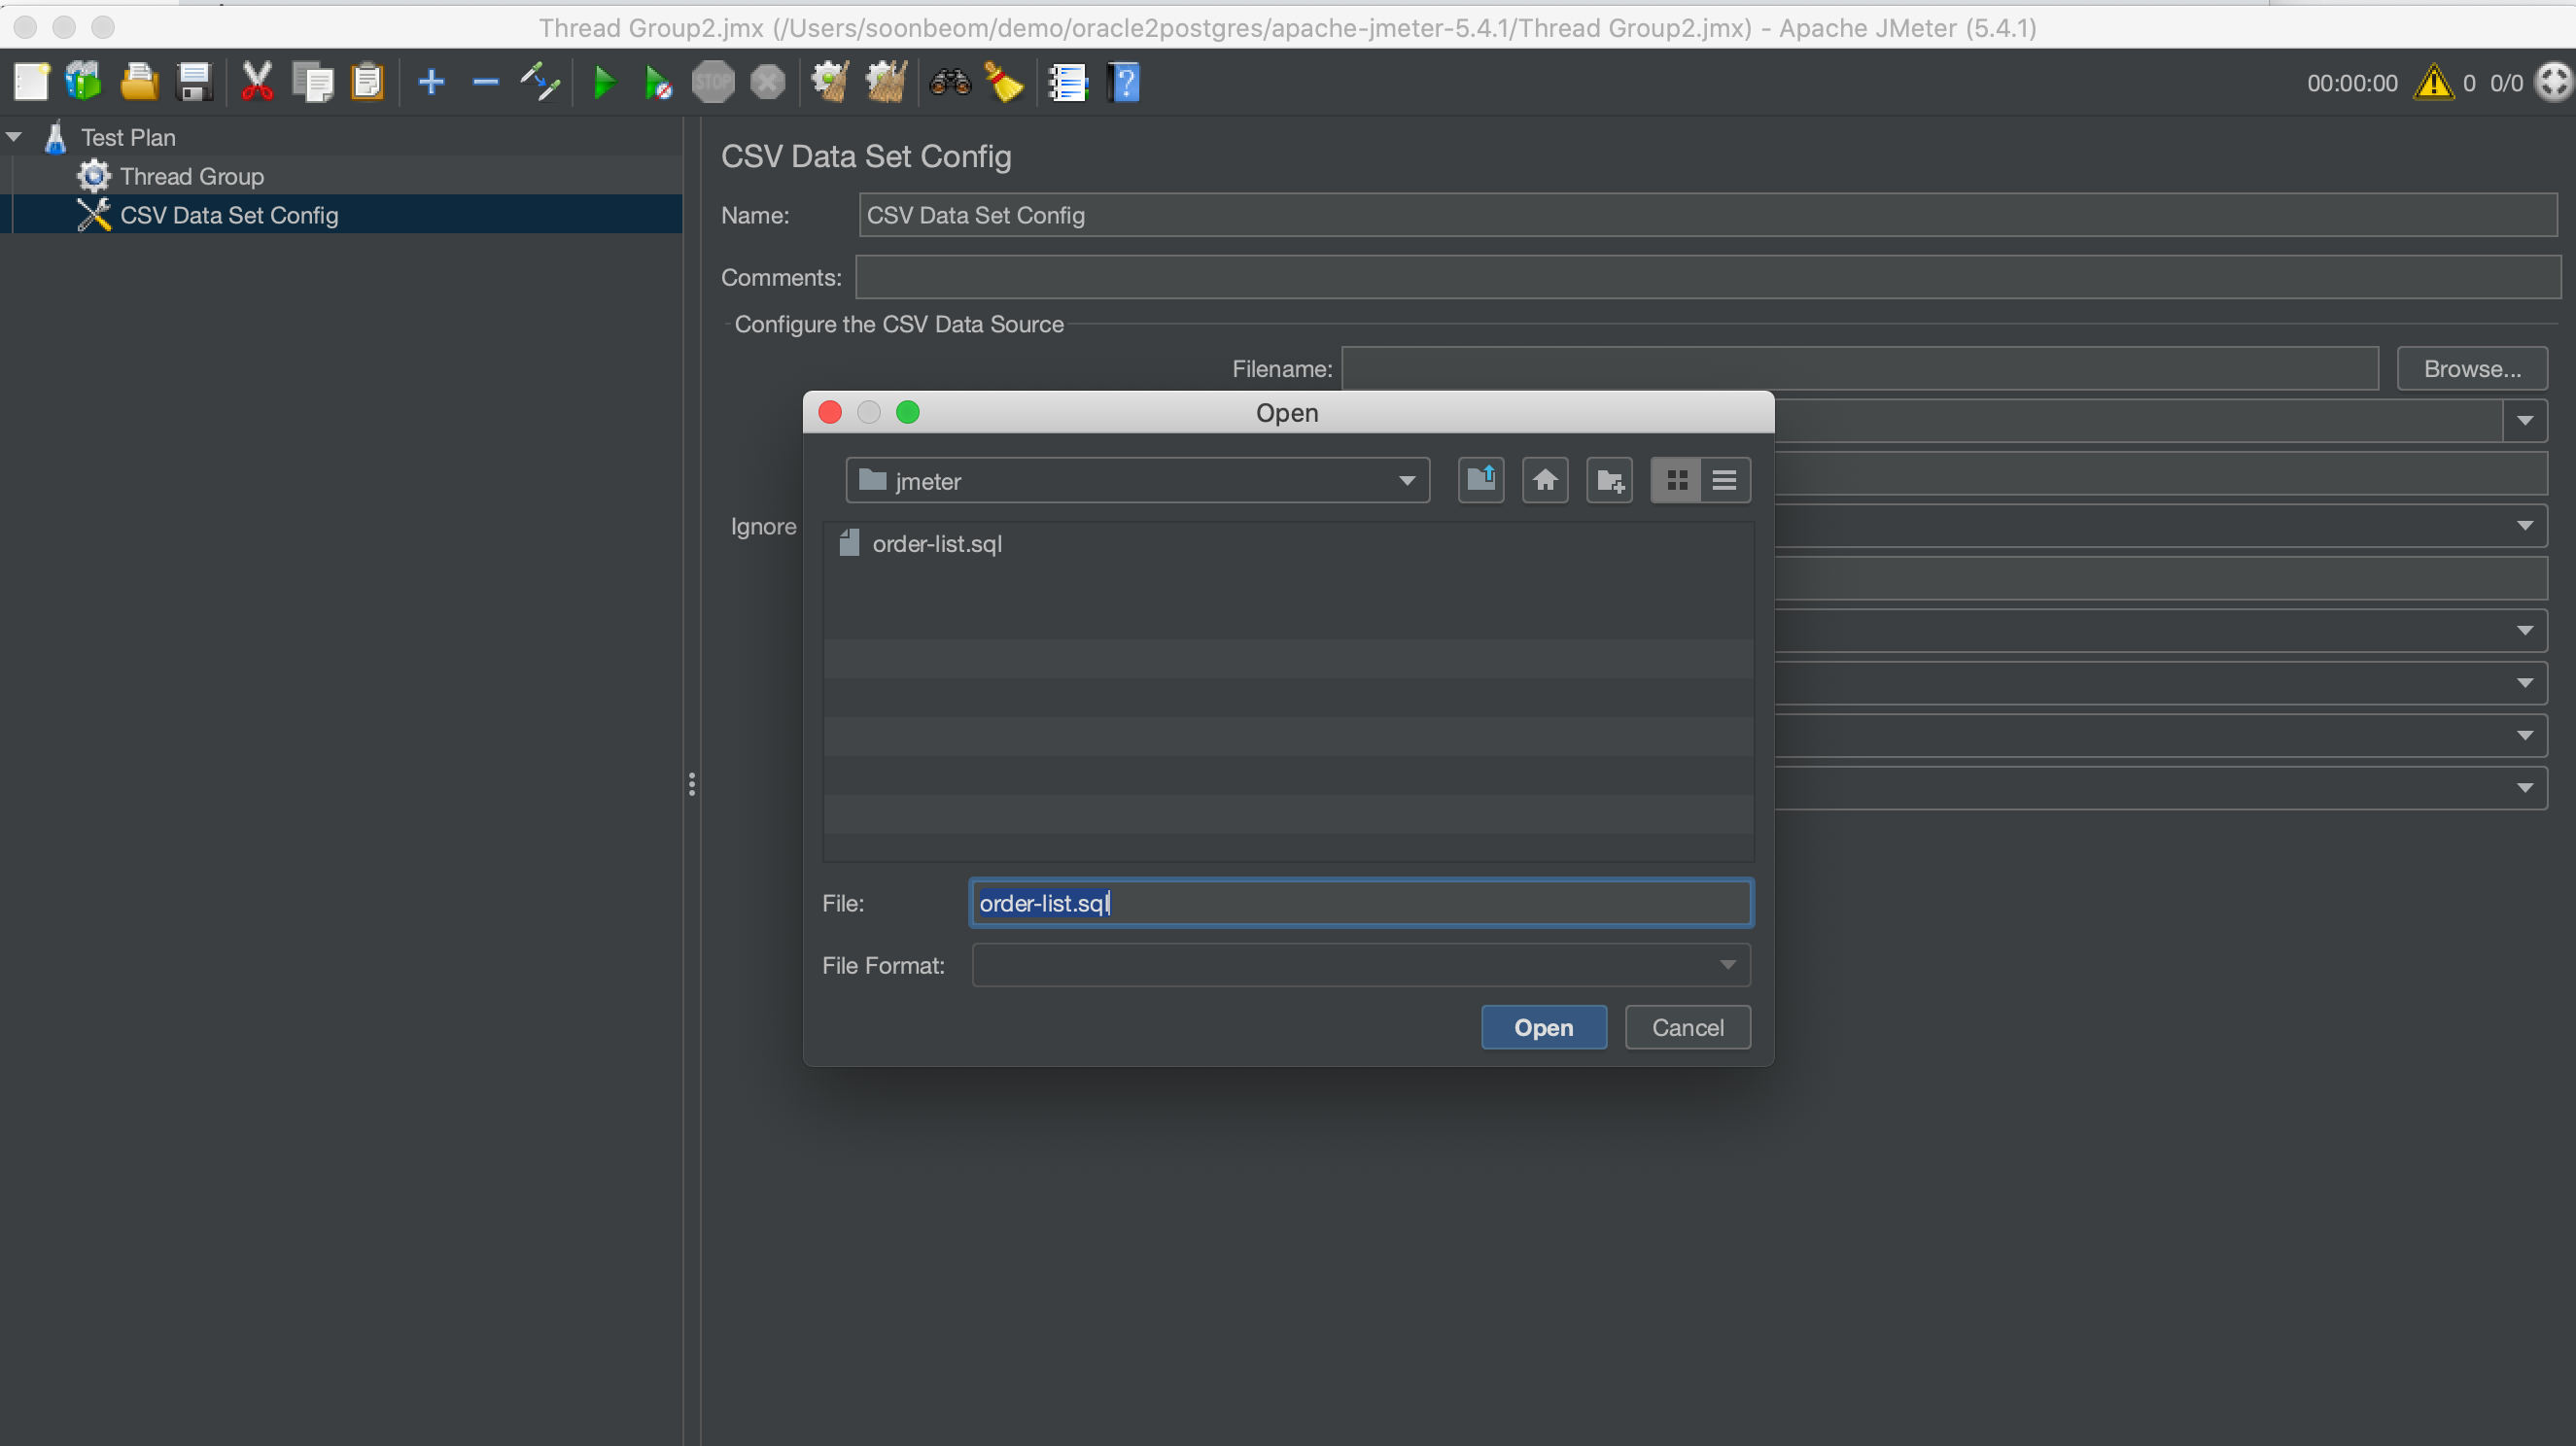 Thread Group2.jmx (/Users/soonbeom/demo/oracle2postgres/apache-jmeter-5.4.1/Thread Group2.jmx) - Apache JMeter (5.4.1)
STOP
00:00:00 0 0/0
Test Plan
Thread Group
CSV Data Set Config
CSV Data Set Config
Name: CSV Data Set Config
Comments:
Configure the CSV Data Source
Filename: Browse...
Ignore
Open
jmeter
order-list.sql
File: order-list.sql
File Format:
Open Cancel